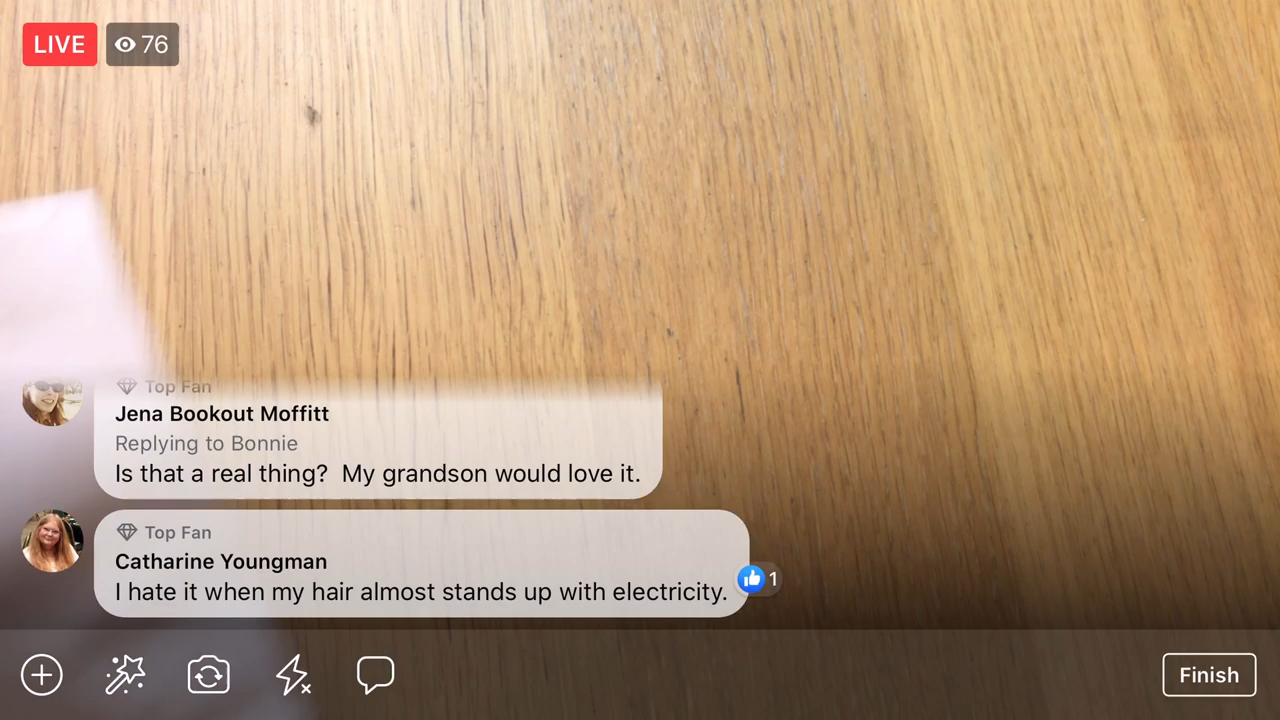 LIVE
76
Top Fan
Jena Bookout Moffitt
Replying to Bonnie
Is that a real thing?  My grandson would love it.
Top Fan
Catharine Youngman
I hate it when my hair almost stands up with electricity.
1
Finish